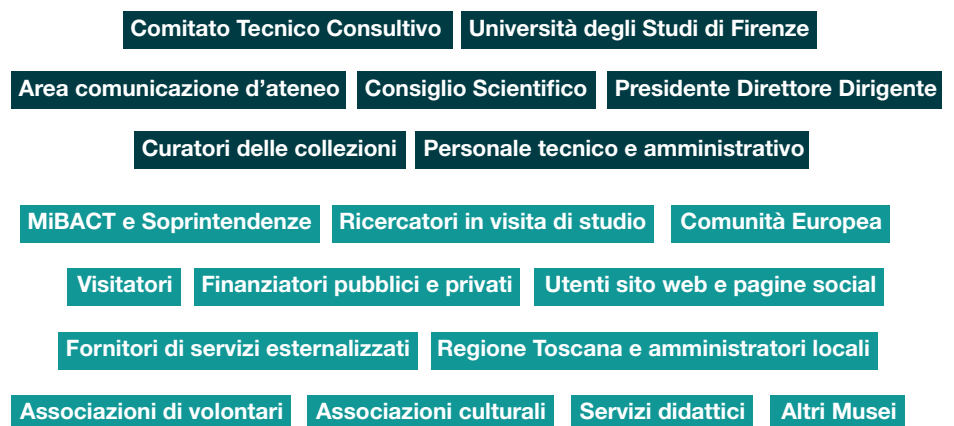 Comitato Tecnico Consultivo Università degli Studi di Firenze
Area comunicazione d'ateneo Consiglio Scientifico Presidente Direttore Dirigente
Curatori delle collezioni Personale tecnico e amministrativo
MiBACT e Soprintendenze Ricercatori in visita di studio Comunità Europea
Visitatori Finanziatori pubblici e privati Utenti sito web e pagine social
Fornitori di servizi esternalizzati Regione Toscana e amministratori locali
Associazioni di volontari Associazioni culturali Servizi didattici Altri Musei